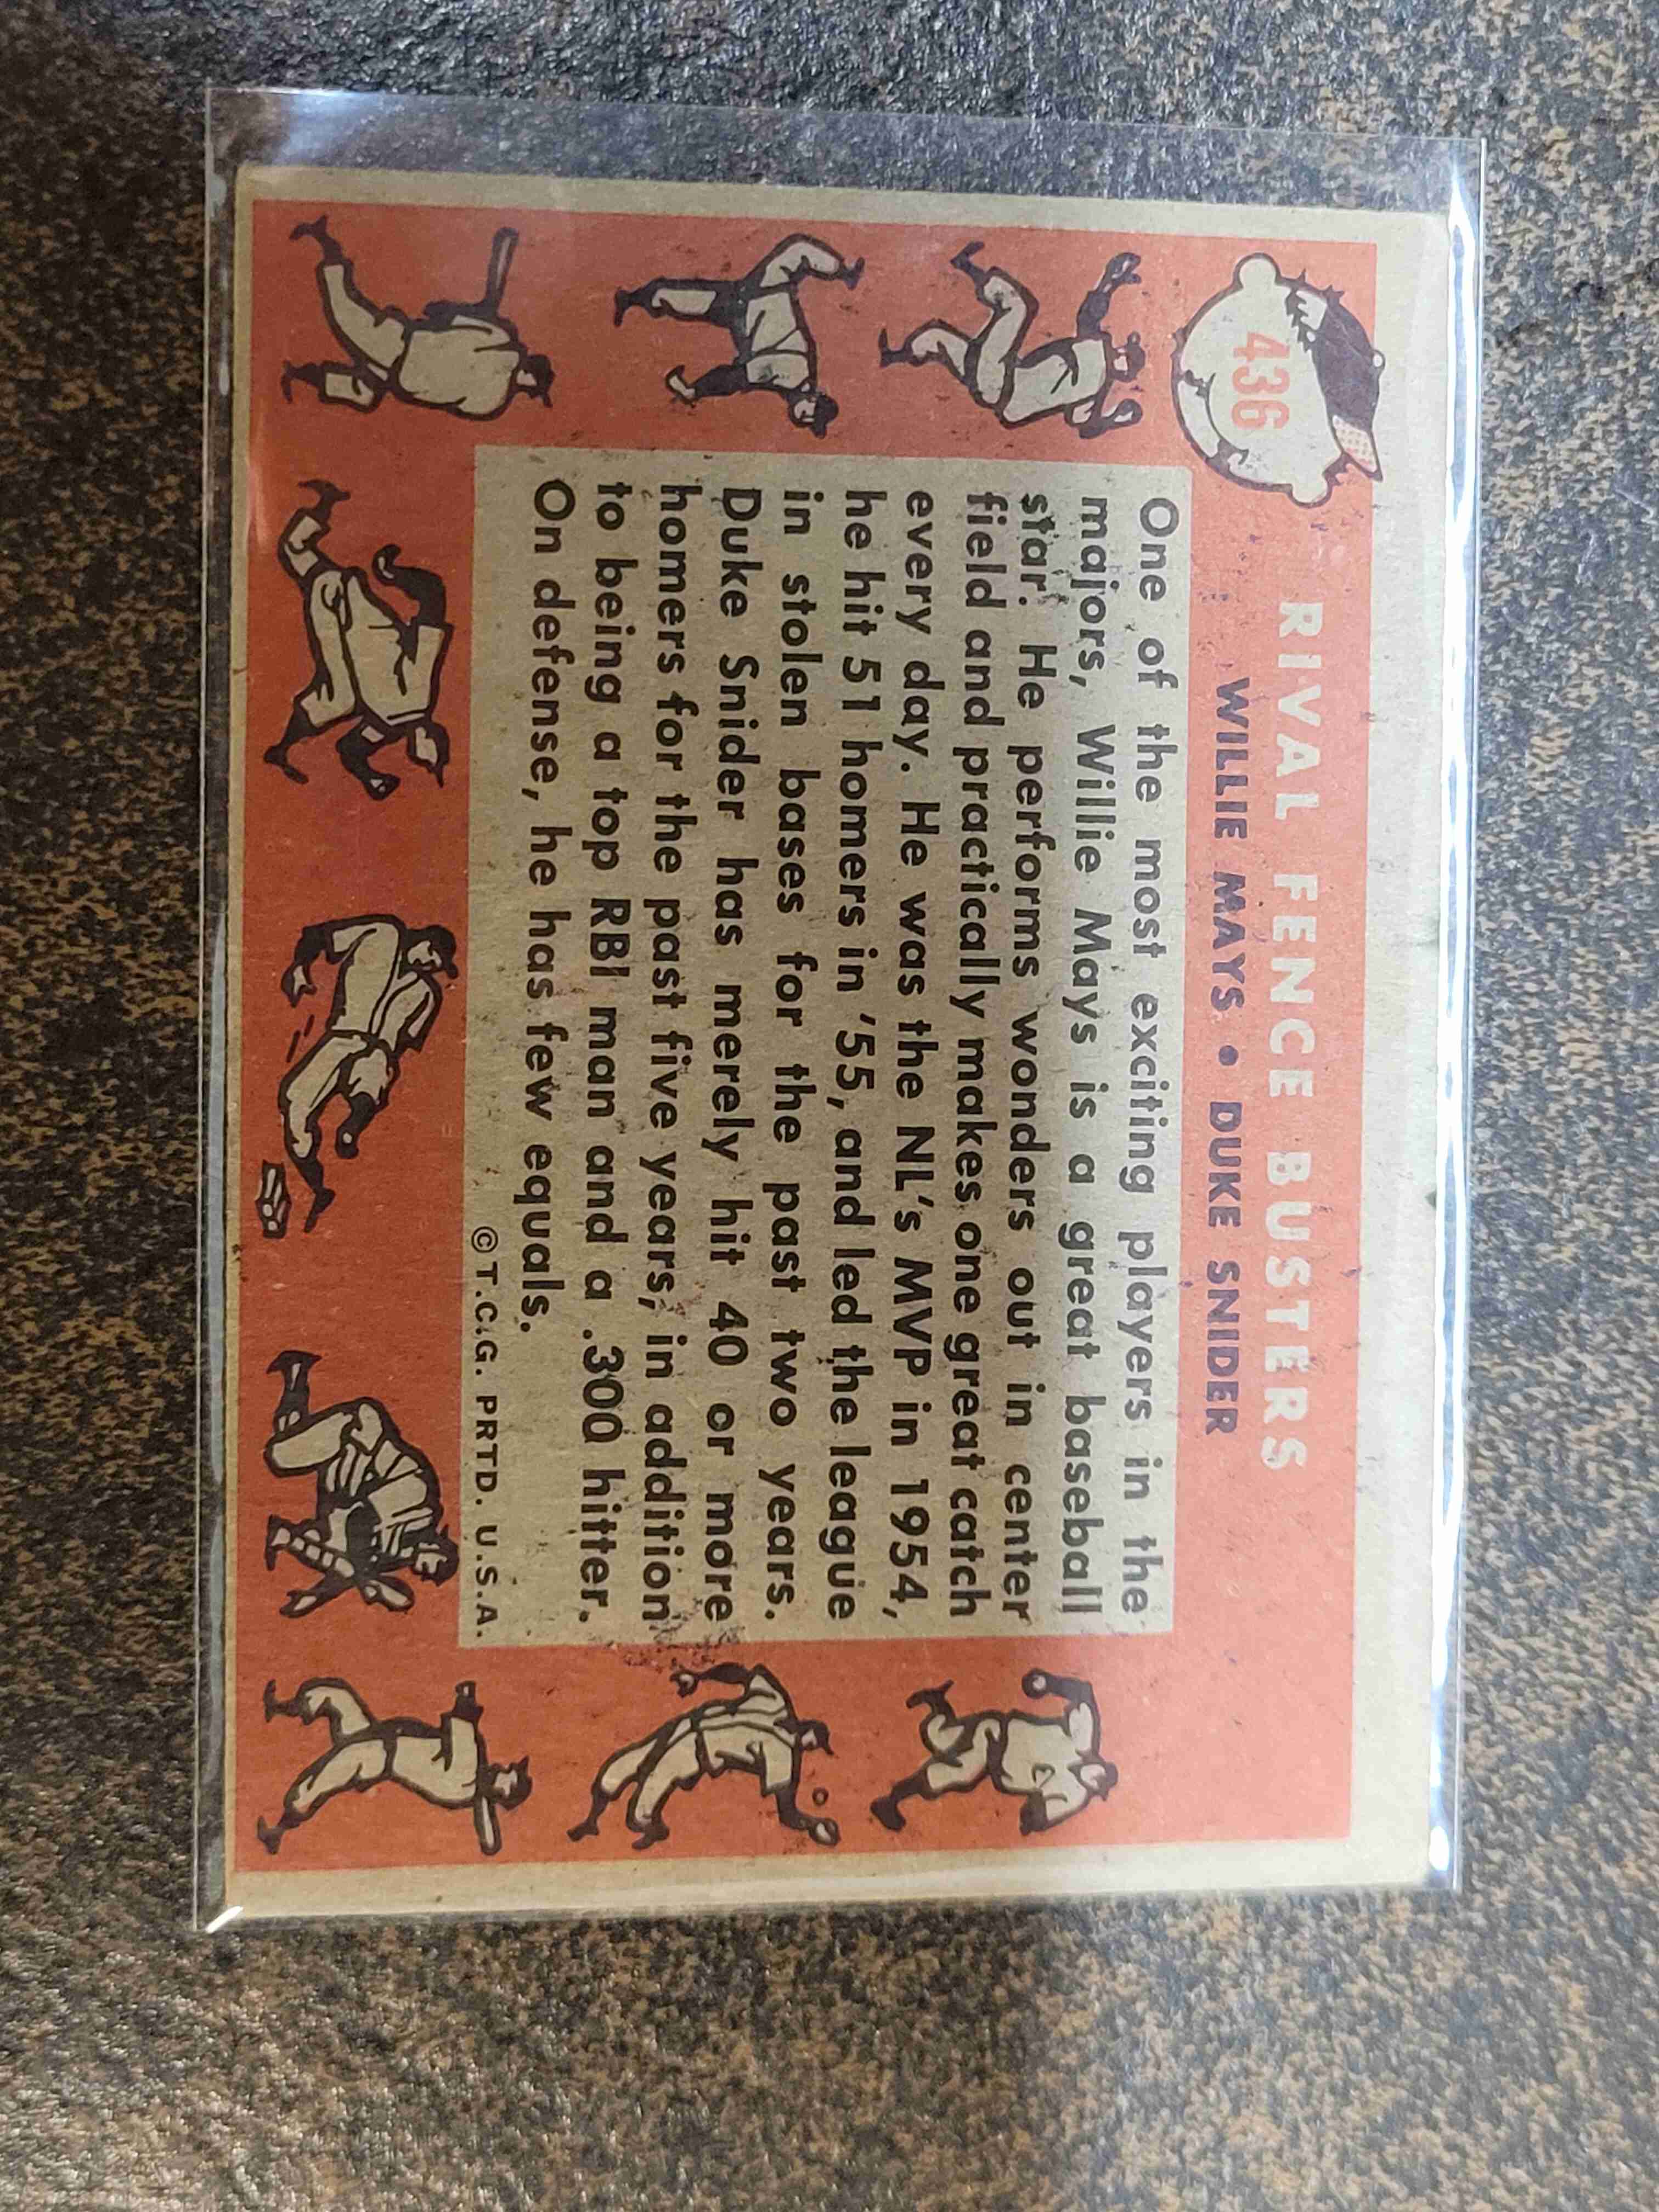 436
RIVAL FENCE BUSTERS
WILLIE MAYS • DUKE SNIDER
One of the most exciting players in the
majors, Willie Mays is a great baseball
star. He performs wonders out in center
field and practically makes one great catch
every day. He was the NL's MVP in 1954,
he hit 51 homers in '55, and led the league
in stolen bases for the past two years.
Duke Snider has merely hit 40 or more
homers for the past five years, in addition
to being a top RBI man and a .300 hitter.
On defense, he has few equals.
© T.C.G. PRTD. U.S.A.